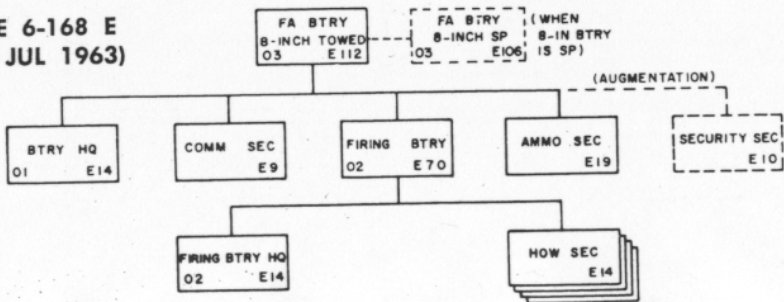 E 6-168 E
JUL 1963)
FA BTRY
8-INCH TOWED
03 E112
FA BTRY
8-INCH SP
03 E106
(WHEN
8-IN BTRY
IS SP)
(AUGMENTATION)
BTRY HQ
01 E14
COMM SEC
E9
FIRING BTRY
02 E70
AMMO SEC
E19
SECURITY SEC
E10
FIRING BTRY HQ
02 E14
HOW SEC
E14